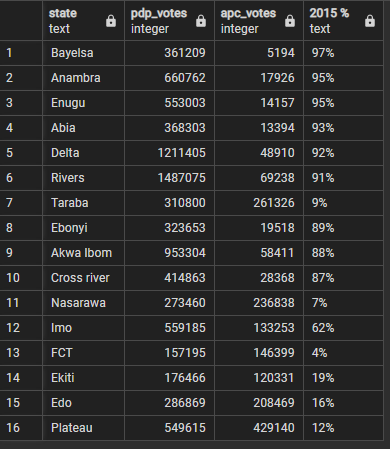 state pdp_votes apc_votes 2015 %
text integer integer text
1 Bayelsa 361209 5194 97%
2 Anambra 660762 17926 95%
3 Enugu 553003 14157 95%
4 Abia 368303 13394 93%
5 Delta 1211405 48910 92%
6 Rivers 1487075 69238 91%
7 Taraba 310800 261326 9%
8 Ebonyi 323653 19518 89%
9 Akwa Ibom 953304 58411 88%
10 Cross river 414863 28368 87%
11 Nasarawa 273460 236838 7%
12 Imo 559185 133253 62%
13 FCT 157195 146399 4%
14 Ekiti 176466 120331 19%
15 Edo 286869 208469 16%
16 Plateau 549615 429140 12%